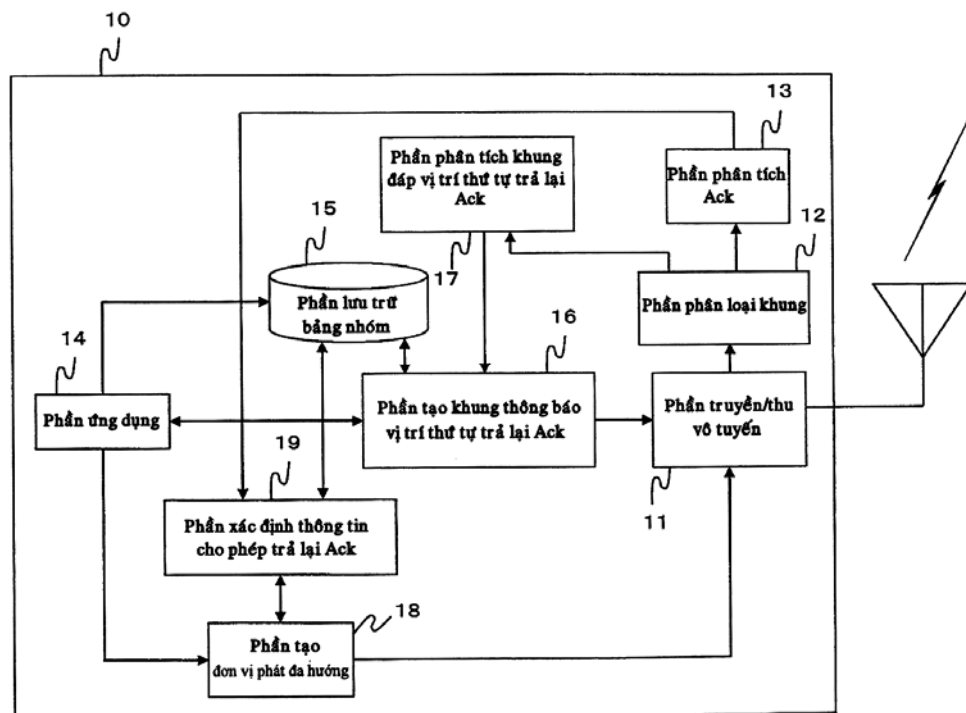 10
13
Phần phân tích khung
đáp vị trí thứ tự trả lại
Ack
Phần phân tích
Ack
15
17
12
Phần lưu trữ
bảng nhóm
Phần phân loại khung
14
16
Phần ứng dụng
Phần tạo khung thông báo
vị trí thứ tự trả lại Ack
Phần truyền/thu
vô tuyến
19
11
Phần xác định thông tin
cho phép trả lại Ack
18
Phần tạo
đơn vị phát đa hướng